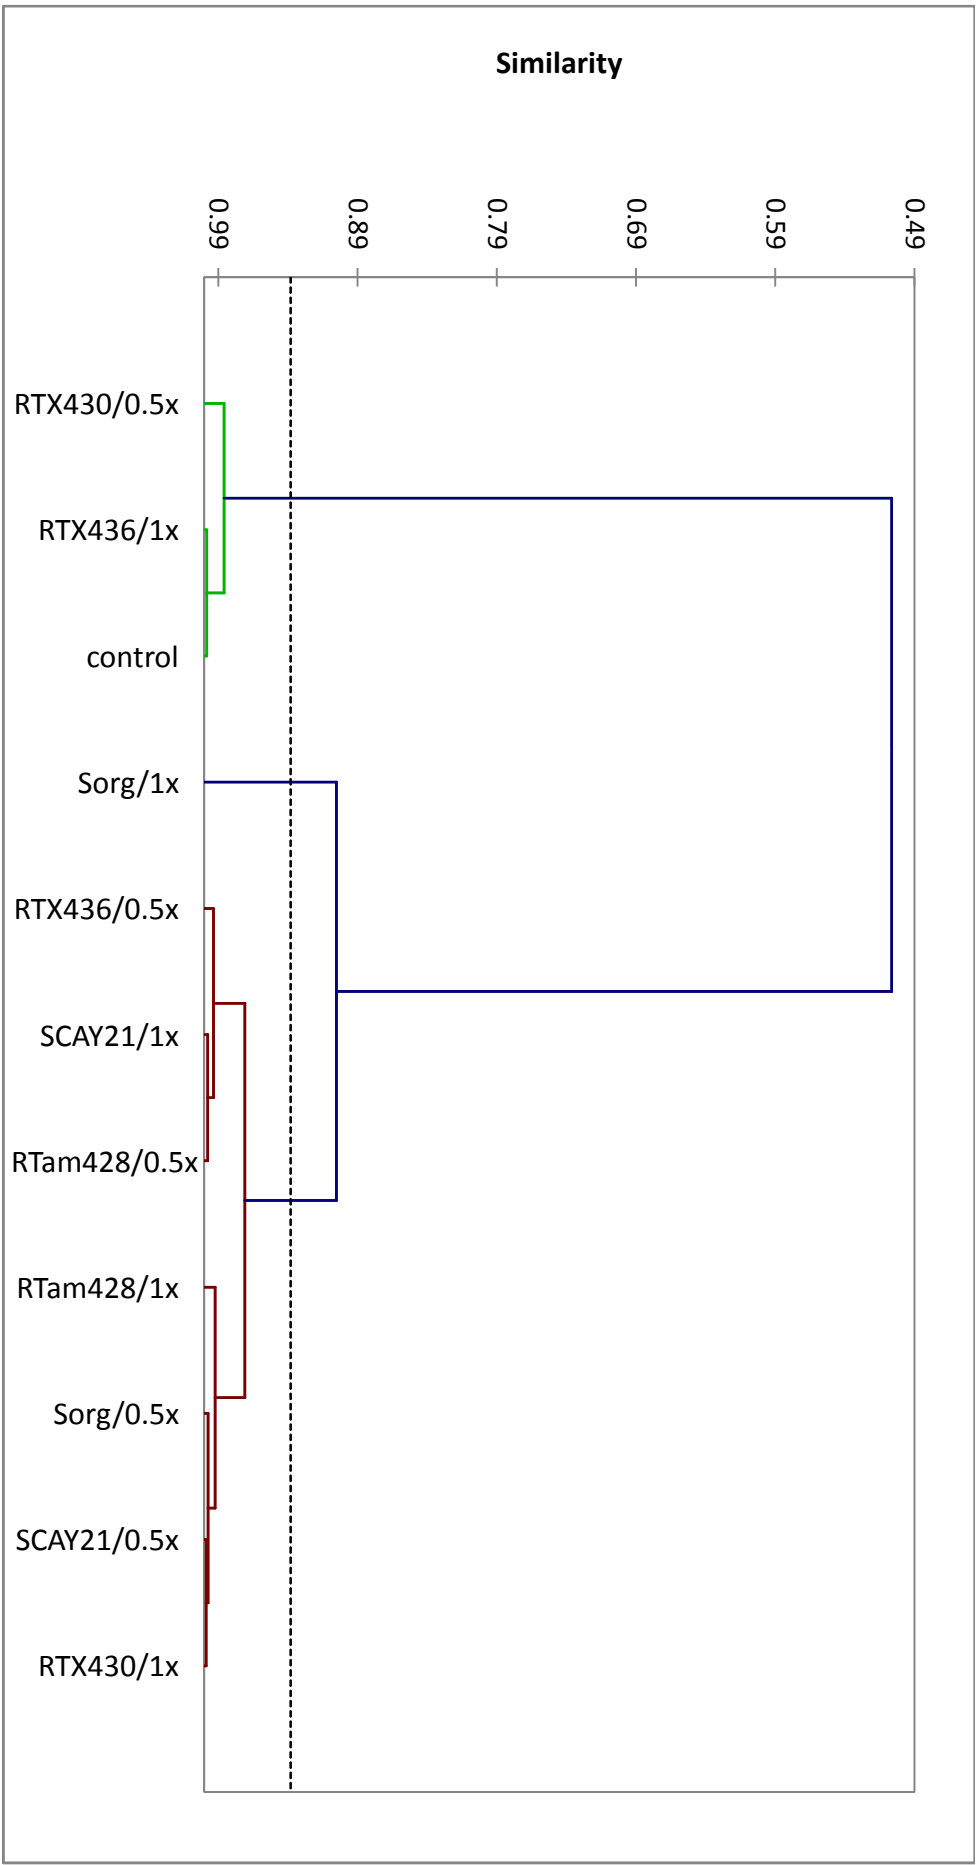 Similarity
0.99
0.89
0.79
0.69
0.59
0.49
RTX430/0.5x
RTX436/1x
control
Sorg/1x
RTX436/0.5x
SCAY21/1x
RTam428/0.5x
RTam428/1x
Sorg/0.5x
SCAY21/0.5x
RTX430/1x